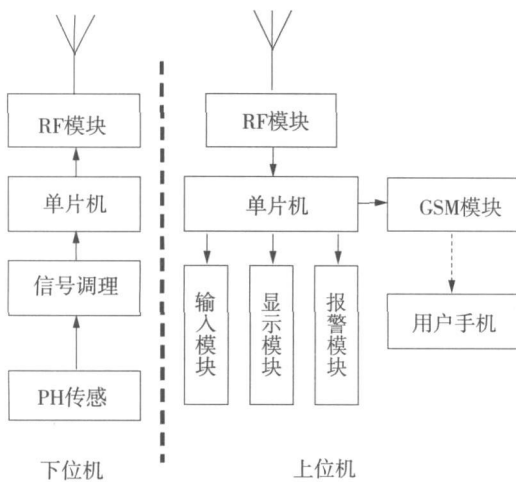 RF模块
单片机
信号调理
PH传感
下位机
RF模块
单片机
GSM模块
输入模块
显示模块
报警模块
用户手机
上位机